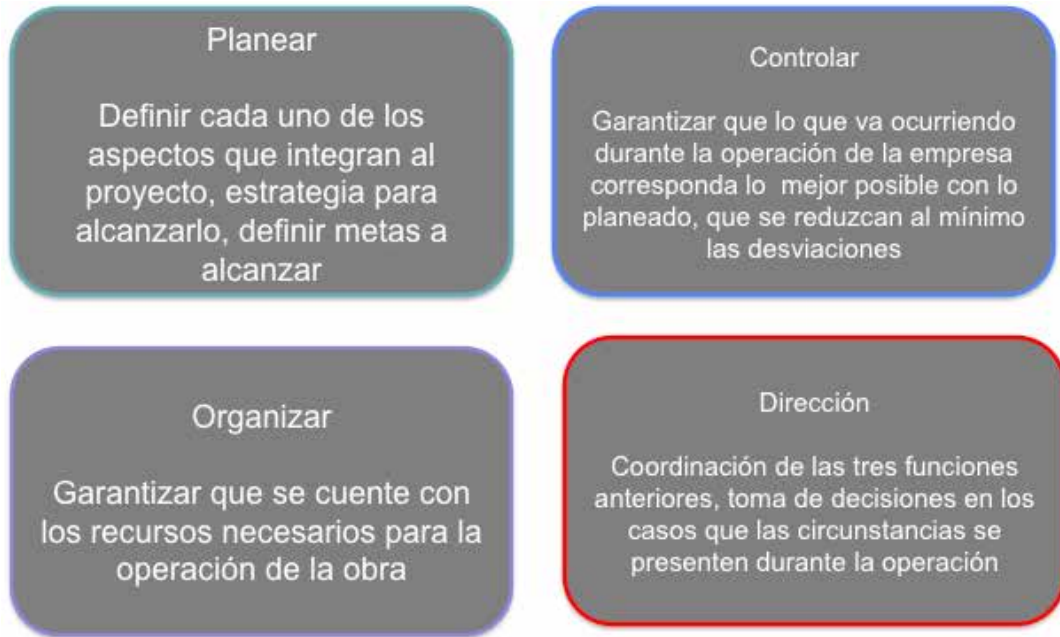 Planear
Definir cada uno de los
aspectos que integran al
proyecto, estrategia para
alcanzarlo, definir metas a
alcanzar
Controlar
Garantizar que lo que va ocurriendo
durante la operación de la empresa
corresponda lo mejor posible con lo
planeado, que se reduzcan al mínimo
las desviaciones
Organizar
Garantizar que se cuente con
los recursos necesarios para la
operación de la obra
Dirección
Coordinación de las tres funciones
anteriores, toma de decisiones en los
casos que las circunstancias se
presenten durante la operación